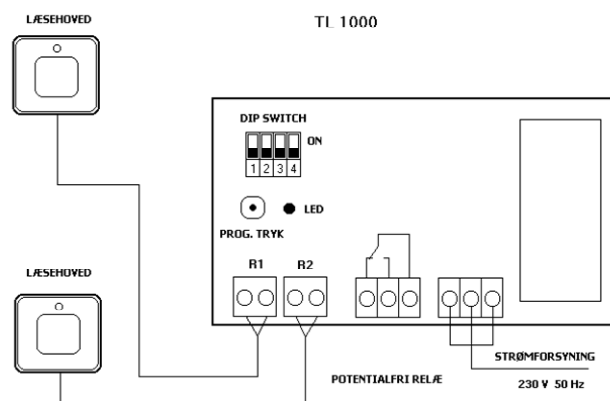 LÆSEHOVED
TL 1000
DIP SWITCH
ON
1 2 3 4
LED
PROG. TRYK
R1
R2
LÆSEHOVED
STRØMFORSYNING
POTENTIALFRI RELÆ
230 V 50 Hz